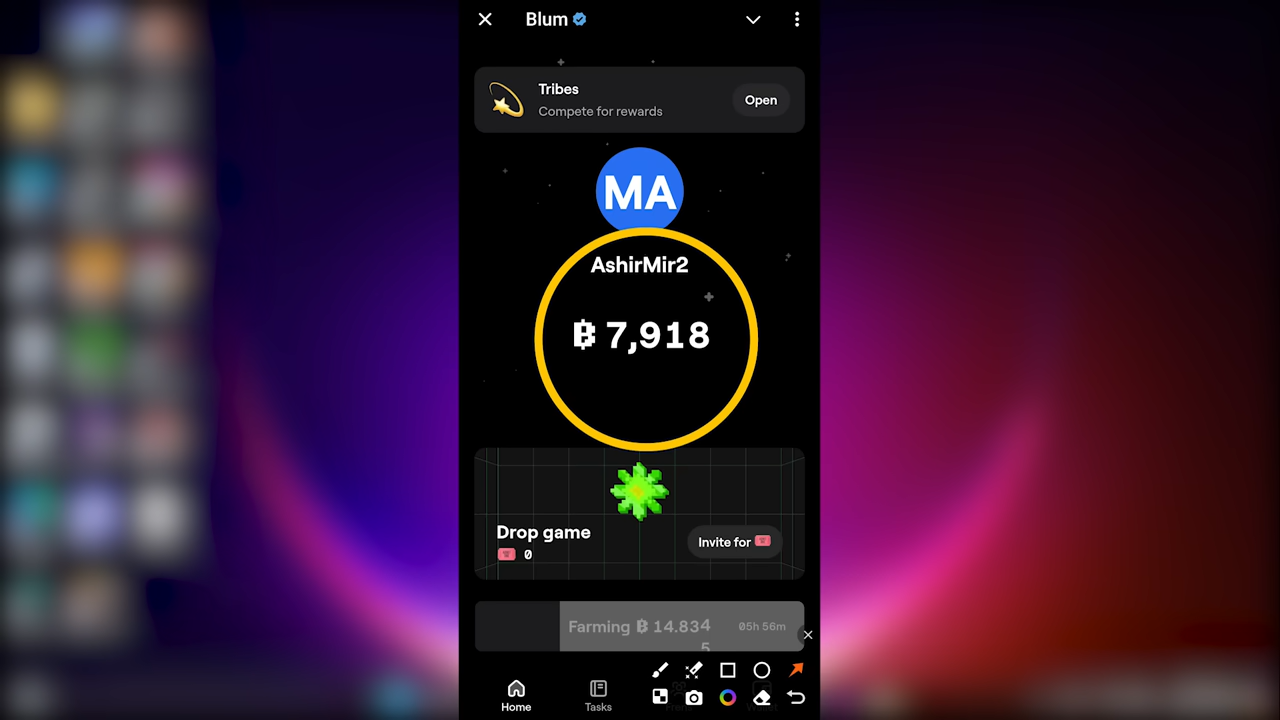 Blum
Tribes
Compete for rewards
Open
MA
AshirMir2
฿ 7,918
Drop game
0
Invite for
Farming ฿ 14.834
5
05h 56m
Home
Tasks